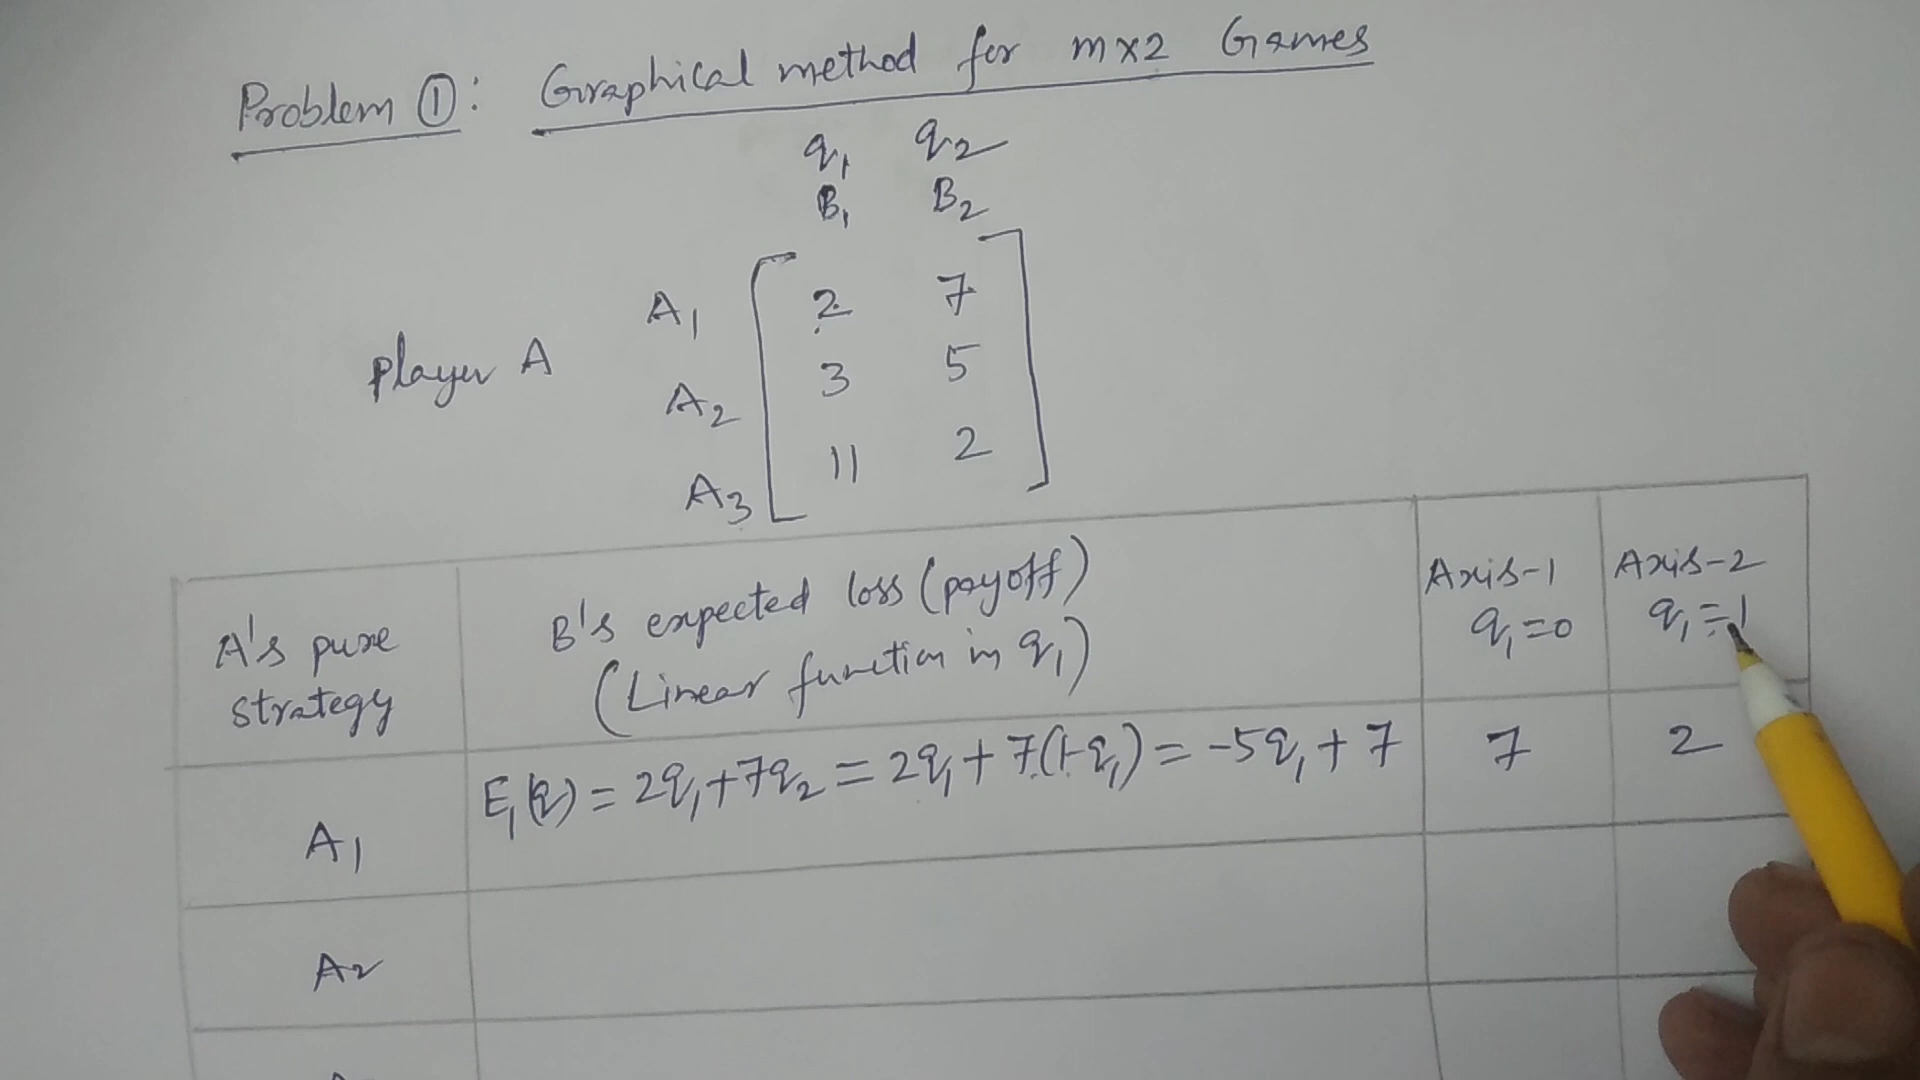 Problem ①: Graphical method for m×2 Games
q₁ q₂
B₁ B₂
A₁ 2 7
Player A
A₂ 3 5
A₃ 11 2
A's pure strategy
B's expected loss (payoff)
(Linear function in q₁)
Axis-1
q₁=0
Axis-2
q₁=1
A₁
E₁(q) = 2q₁+7q₂ = 2q₁+7(1-q₁) = -5q₁+7
7
2
A₂